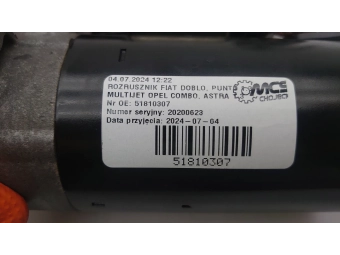 04.07.2024 12:22
ROZRUSZNIK FIAT DOBLO, PUNTO
MULTIJET OPEL COMBO, ASTRA
Nr OE: 51810307
Numer seryjny: 20200623
Data przyjęcia: 2024-07-04
MCE
51810307